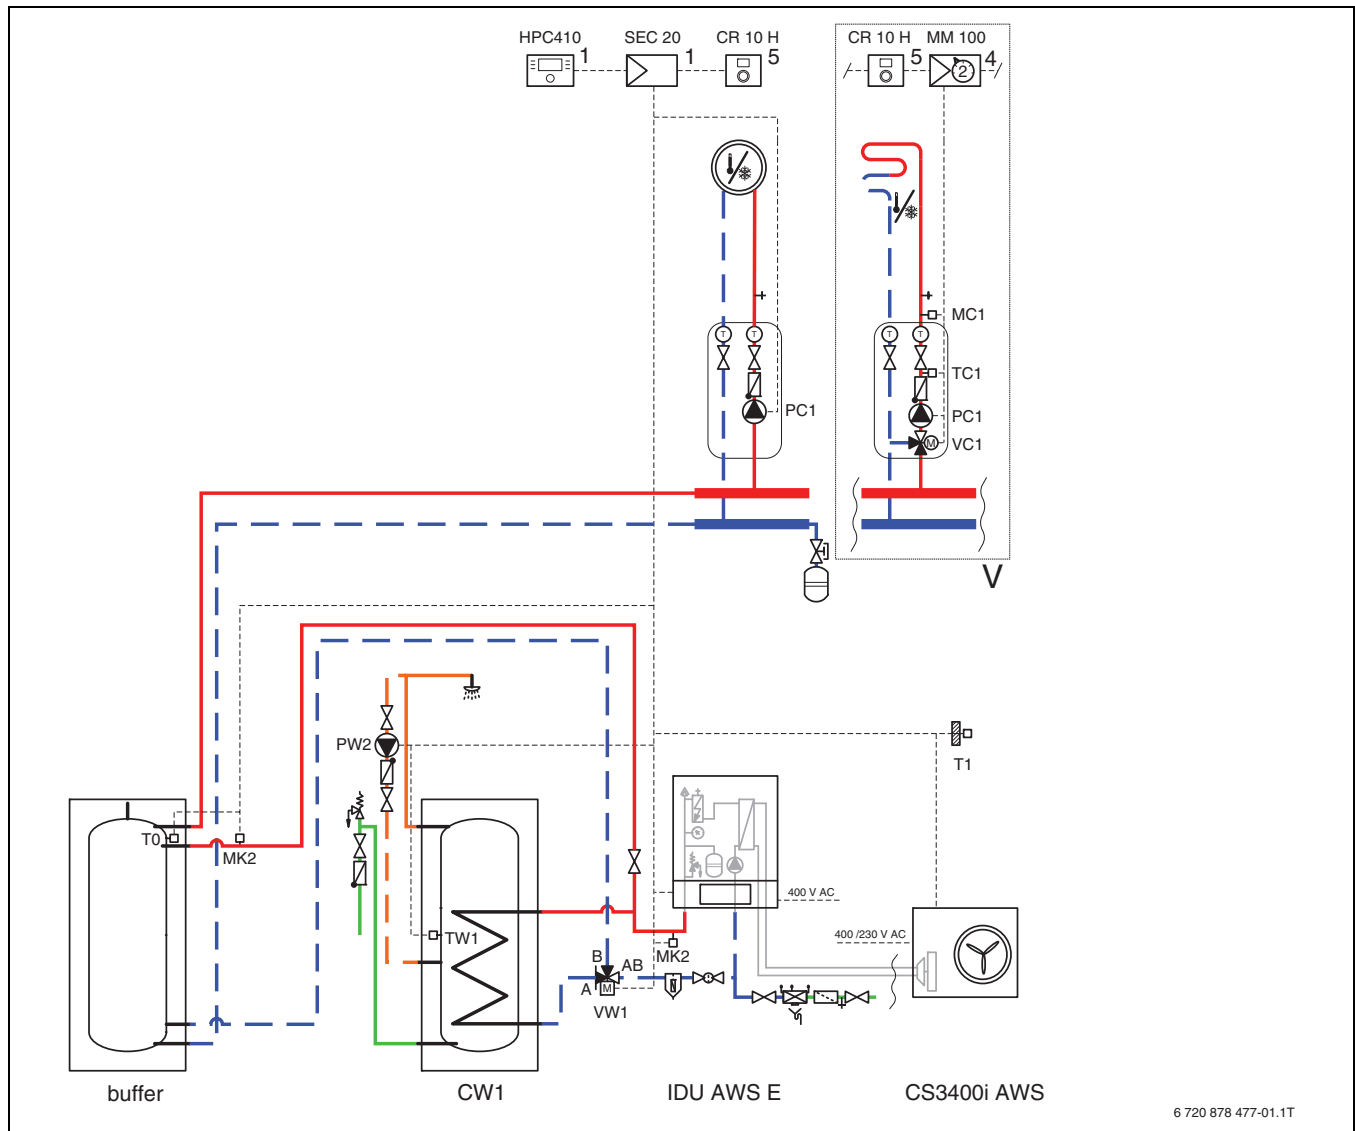 HPC410 SEC 20 CR 10 H CR 10 H MM 100
1 1 5 5 2 4
T T T T
MC1
TC1
PC1 PC1
M VC1
V
PW2
T1
T0
MK2
400 V AC
TW1
400 /230 V AC
B AB MK2
A M
VW1
buffer CW1 IDU AWS E CS3400i AWS
6 720 878 477-01.1T